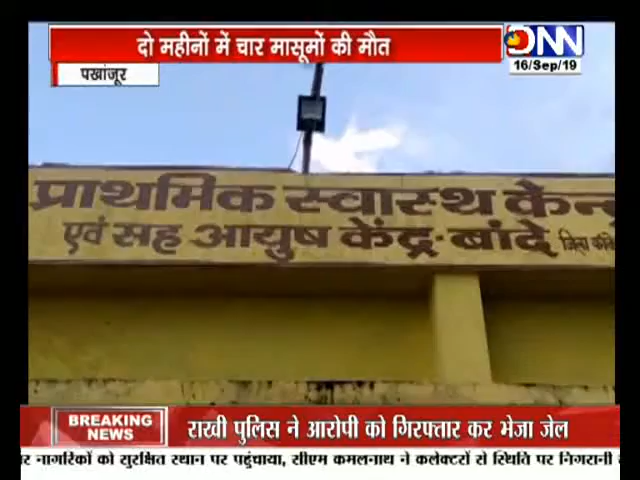 दो महीनों में चार मासूमों की मौत
DNN
पखांजूर
16/Sep/19
प्राथमिक स्वास्थ्य केन्
एवं सह आयुष केंद्र-बांदे जिला
BREAKING NEWS
राखी पुलिस ने आरोपी को गिरफ्तार कर भेजा जेल
नागरिकों को सुरक्षित स्थान पर पहुंचाया, सीएम कमलनाथ ने कलेक्टरों से स्थिति पर निगरानी